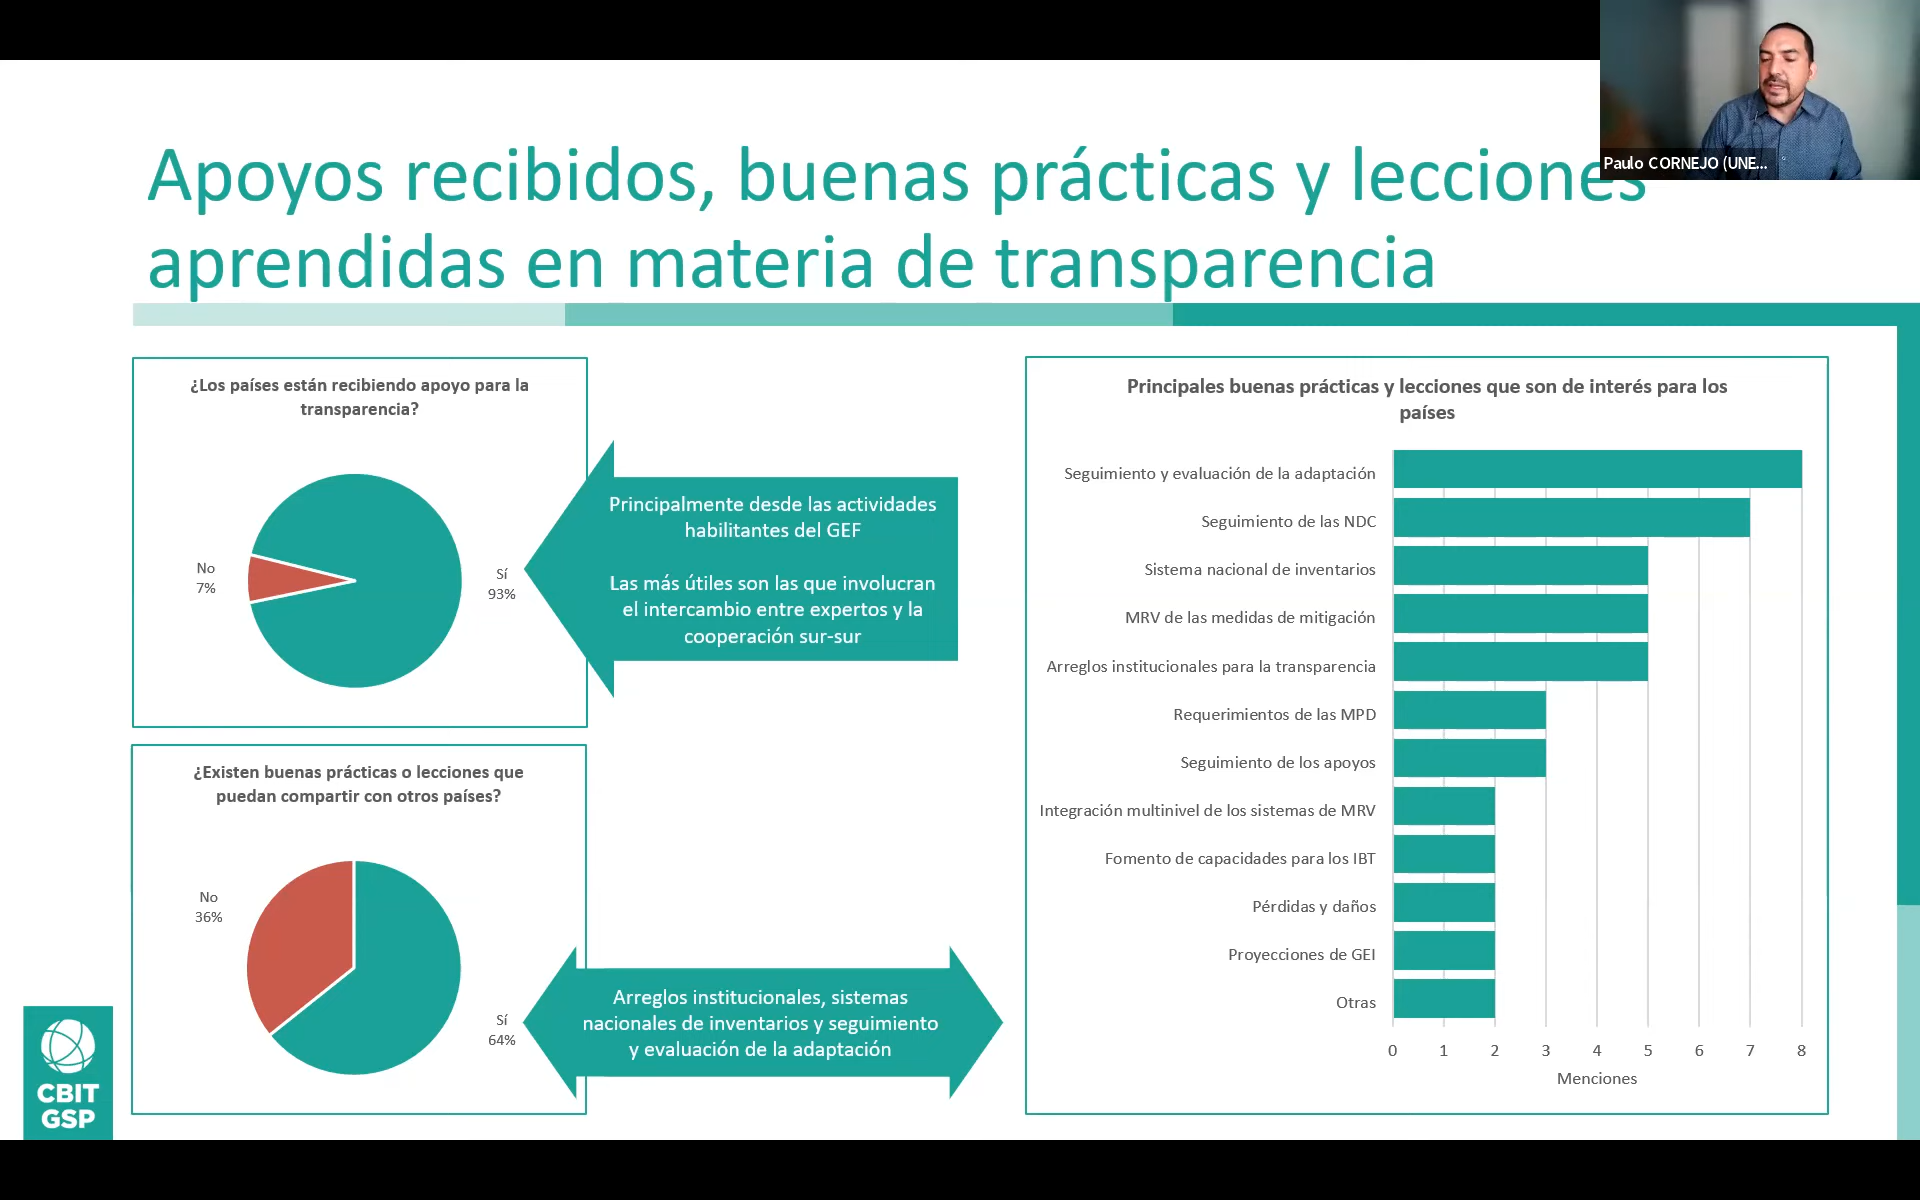 Paulo CORNEJO (UNE...
Apoyos recibidos, buenas prácticas y lecciones
aprendidas en materia de transparencia
¿Los países están recibiendo apoyo para la
transparencia?
No
7%
Sí
93%
Principalmente desde las actividades
habilitantes del GEF
Las más útiles son las que involucran
el intercambio entre expertos y la
cooperación sur-sur
¿Existen buenas prácticas o lecciones que
puedan compartir con otros países?
No
36%
Sí
64%
Arreglos institucionales, sistemas
nacionales de inventarios y seguimiento
y evaluación de la adaptación
Principales buenas prácticas y lecciones que son de interés para los
países
Seguimiento y evaluación de la adaptación
Seguimiento de las NDC
Sistema nacional de inventarios
MRV de las medidas de mitigación
Arreglos institucionales para la transparencia
Requerimientos de las MPD
Seguimiento de los apoyos
Integración multinivel de los sistemas de MRV
Fomento de capacidades para los IBT
Pérdidas y daños
Proyecciones de GEI
Otras
0 1 2 3 4 5 6 7 8
Menciones
CBIT
GSP